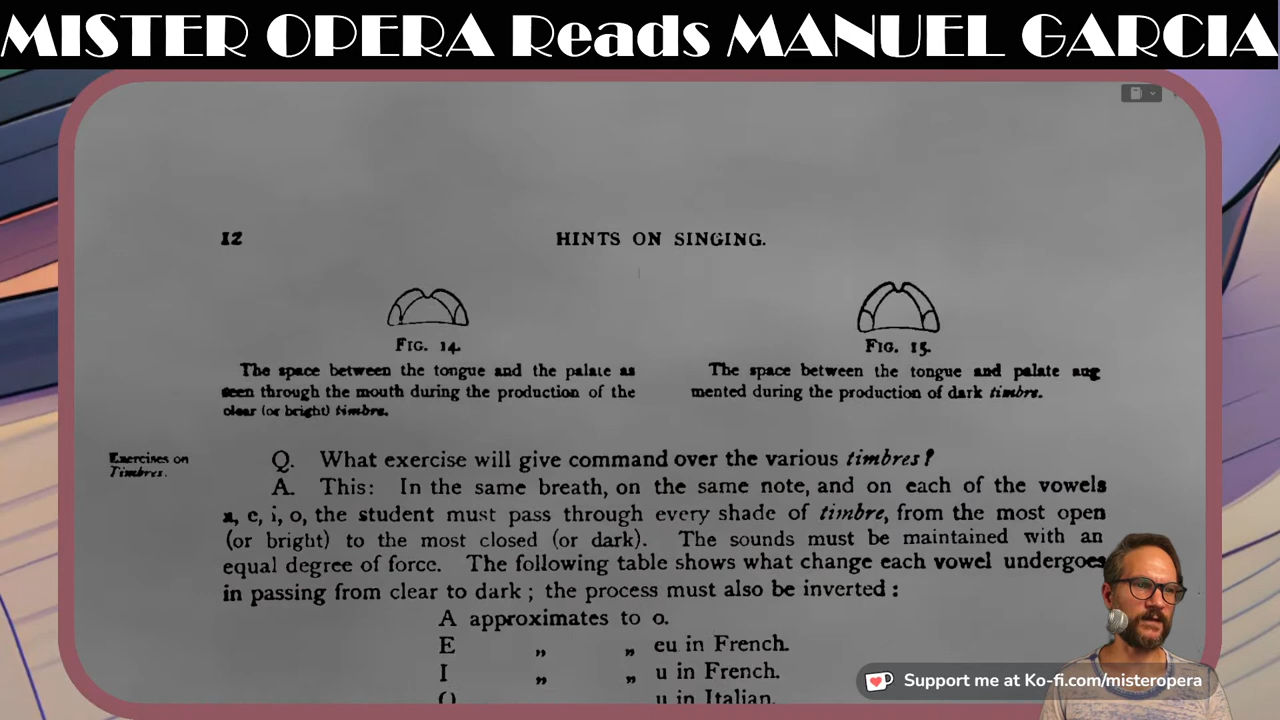 MISTER OPERA Reads MANUEL GARCIA
12
HINTS ON SINGING.
FIG. 14.
The space between the tongue and the palate as
seen through the mouth during the production of the
clear (or bright) timbre.
FIG. 15.
The space between the tongue and palate aug
mented during the production of dark timbre.
Exercises on
Timbres.
Q. What exercise will give command over the various timbres?
A. This: In the same breath, on the same note, and on each of the vowels
a, e, i, o, the student must pass through every shade of timbre, from the most open
(or bright) to the most closed (or dark). The sounds must be maintained with an
equal degree of force. The following table shows what change each vowel undergoes
in passing from clear to dark; the process must also be inverted:
A approximates to o.
E „ „ eu in French.
I „ „ u in French.
O u in Italian.
Support me at Ko-fi.com/misteropera